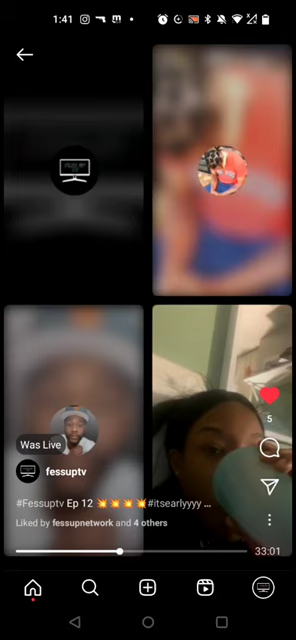 1:41
Was Live
fessuptv
#Fessuptv Ep 12 💥💥💥💥#itsearlyyyy ...
Liked by fessupnetwork and 4 others
5
33:01